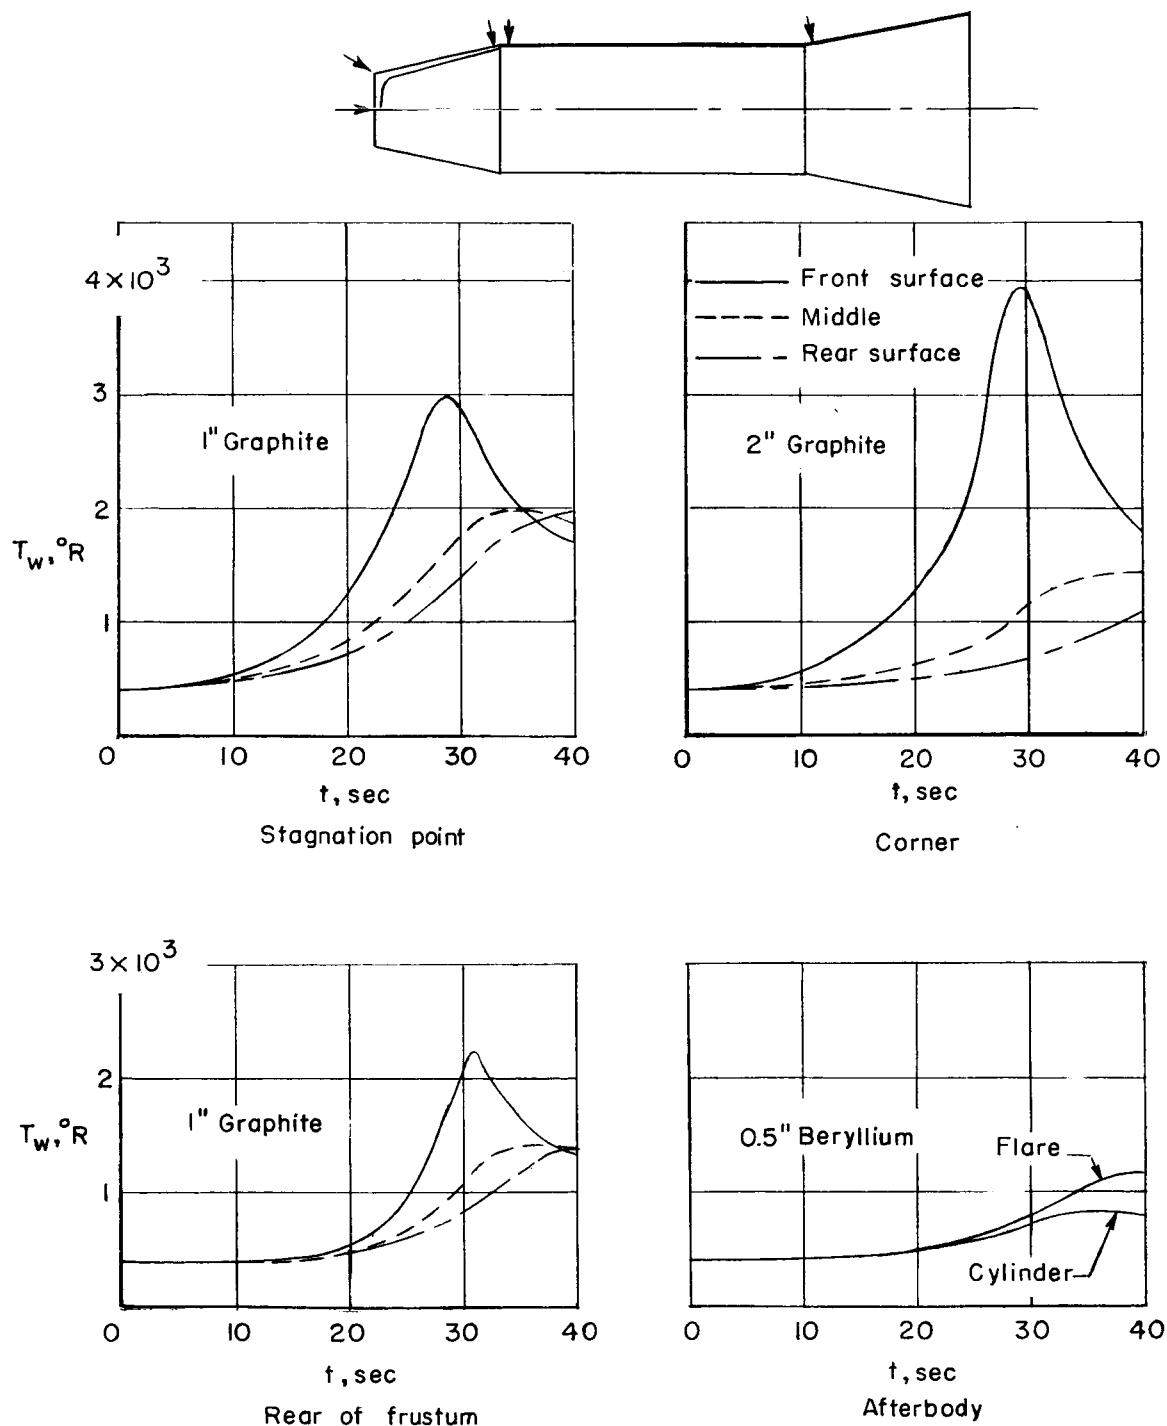 4×10³
3
2
1
0
T_w, °R
1" Graphite
0 10 20 30 40
t, sec
Stagnation point
Front surface
Middle
Rear surface
2" Graphite
0 10 20 30 40
t, sec
Corner
3×10³
2
1
T_w, °R
1" Graphite
0 10 20 30 40
t, sec
Rear of frustum
0.5" Beryllium
Flare
Cylinder
0 10 20 30 40
t, sec
Afterbody